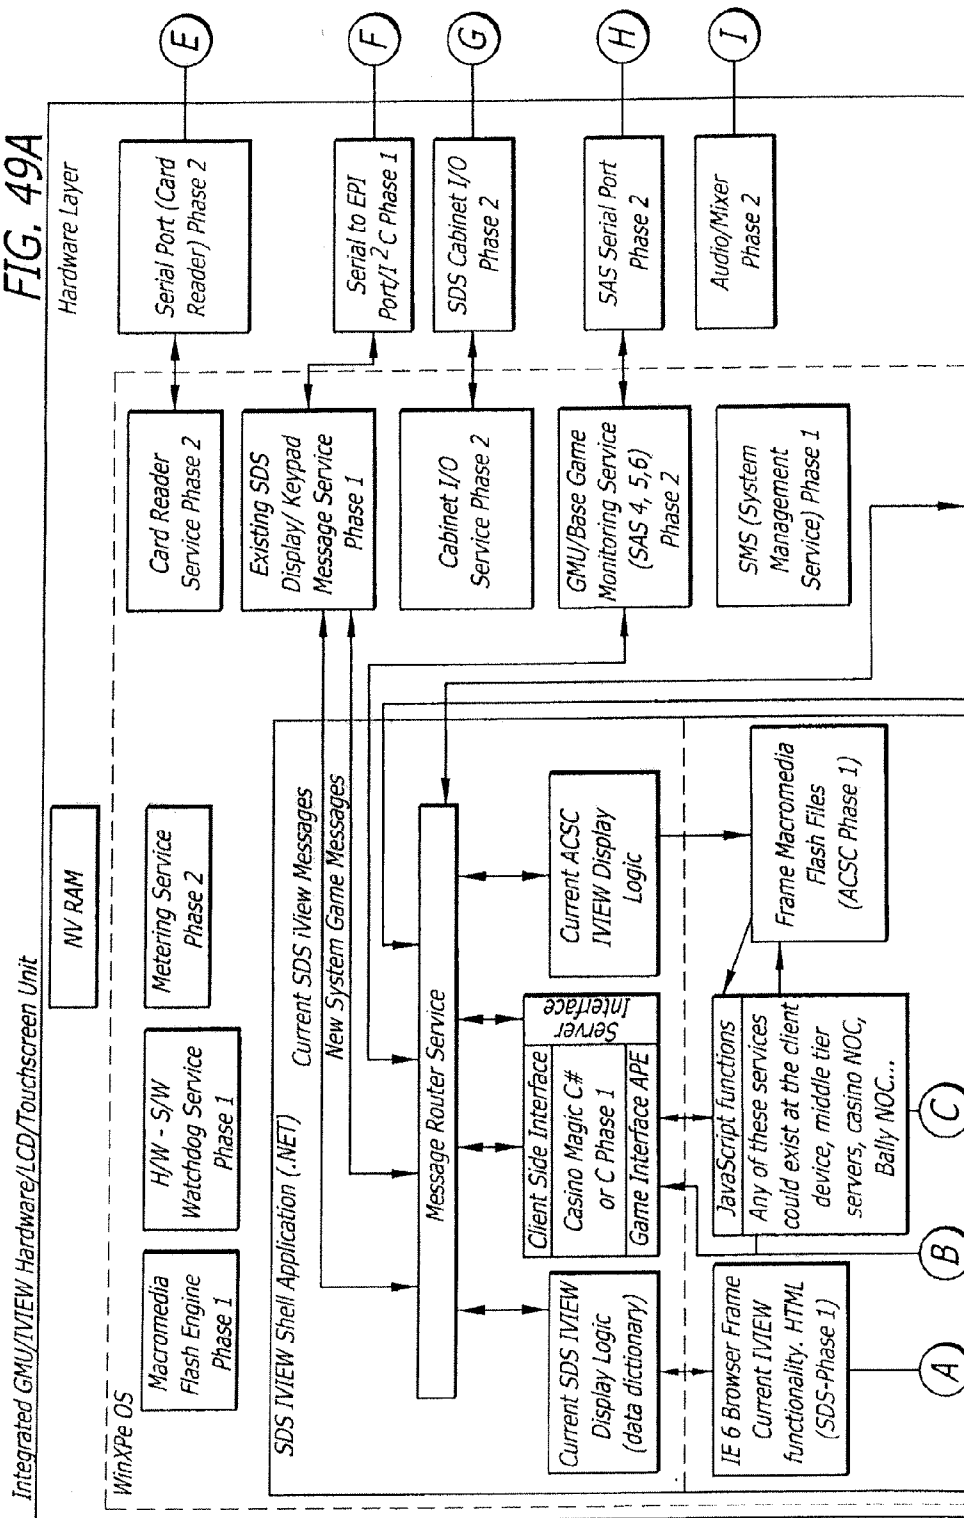 FIG. 49A
Integrated GMU/IVIEW Hardware/LCD/Touchscreen Unit
NV RAM
Hardware Layer
WinXPe OS
Macromedia
Flash Engine
Phase 1
H/W - S/W
Watchdog Service
Phase 1
Metering Service
Phase 2
Card Reader
Service Phase 2
Serial Port (Card
Reader) Phase 2
E
SDS IVIEW Shell Application (.NET)
Current SDS iView Messages
New System Game Messages
Existing SDS
Display/ Keypad
Message Service
Phase 1
Serial to EPI
Port/I2C Phase 1
F
Message Router Service
Cabinet I/O
Service Phase 2
SDS Cabinet I/O
Phase 2
G
Current SDS IVIEW
Display Logic
(data dictionary)
Client Side Interface
Casino Magic C#
or C Phase 1
Game Interface APE
Server
Interface
Current ACSC
IVIEW Display
Logic
GMU/Base Game
Monitoring Service
(SAS 4, 5,6)
Phase 2
SAS Serial Port
Phase 2
H
IE 6 Browser Frame
Current IVIEW
functionality. HTML
(SDS-Phase 1)
JavaScript functions
Any of these services
could exist at the client
device, middle tier
servers, casino NOC,
Bally NOC...
Frame Macromedia
Flash Files
(ACSC Phase 1)
SMS (System
Management
Service) Phase 1
Audio/Mixer
Phase 2
I
A
B
C